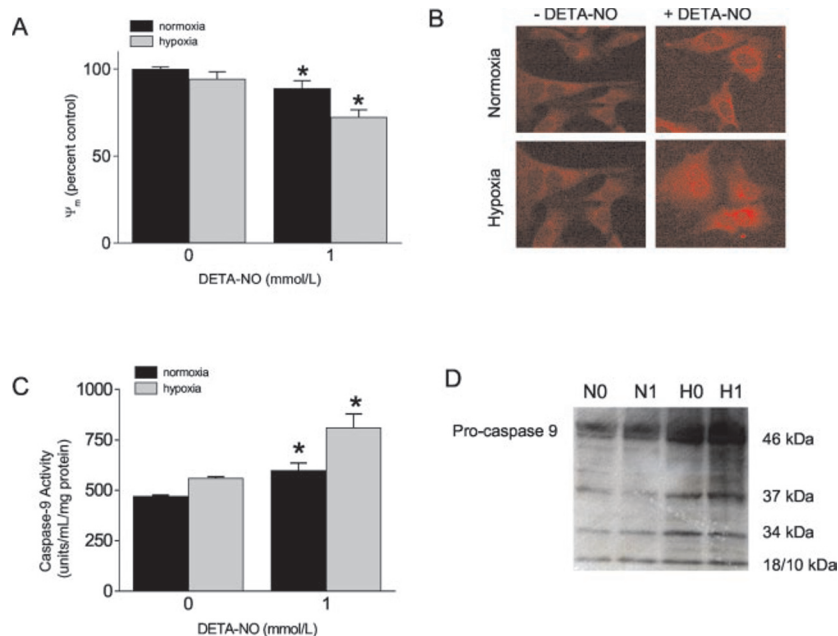 A
normoxia
hypoxia
100
50
0
Ψm (percent control)
0
1
DETA-NO (mmol/L)
B
- DETA-NO
+ DETA-NO
Normoxia
Hypoxia
C
normoxia
hypoxia
1000
750
500
250
0
Caspase-9 Activity
(units/mL/mg protein)
0
1
DETA-NO (mmol/L)
* *
* *
D
N0 N1 H0 H1
Pro-caspase 9
46 kDa
37 kDa
34 kDa
18/10 kDa